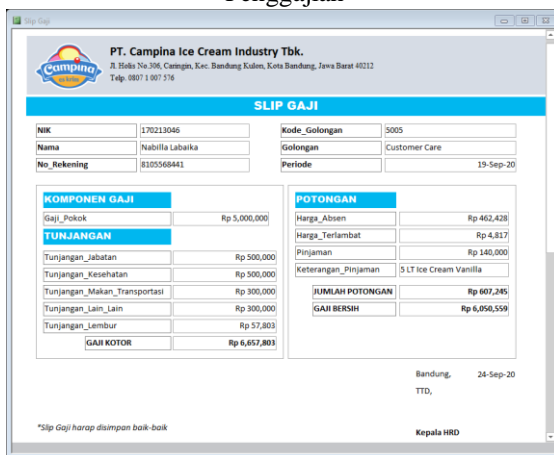 Penggajian
Slip Gaji
Campina
es krim
PT. Campina Ice Cream Industry Tbk.
Jl. Holis No.306, Caringin, Kec. Bandung Kulon, Kota Bandung, Jawa Barat 40212
Telp. 0807 1 007 576
SLIP GAJI
NIK 170213046 Kode_Golongan 5005
Nama Nabilla Labaika Golongan Customer Care
No_Rekening 8105568441 Periode 19-Sep-20
KOMPONEN GAJI POTONGAN
Gaji_Pokok Rp 5,000,000 Harga_Absen Rp 462,428
TUNJANGAN Harga_Terlambat Rp 4,817
Tunjangan_Jabatan Rp 500,000 Pinjaman Rp 140,000
Tunjangan_Kesehatan Rp 500,000 Keterangan_Pinjaman 5 LT Ice Cream Vanilla
Tunjangan_Makan_Transportasi Rp 300,000 JUMLAH POTONGAN Rp 607,245
Tunjangan_Lain_Lain Rp 300,000 GAJI BERSIH Rp 6,050,559
Tunjangan_Lembur Rp 57,803
GAJI KOTOR Rp 6,657,803
Bandung, 24-Sep-20
TTD,
*Slip Gaji harap disimpan baik-baik
Kepala HRD